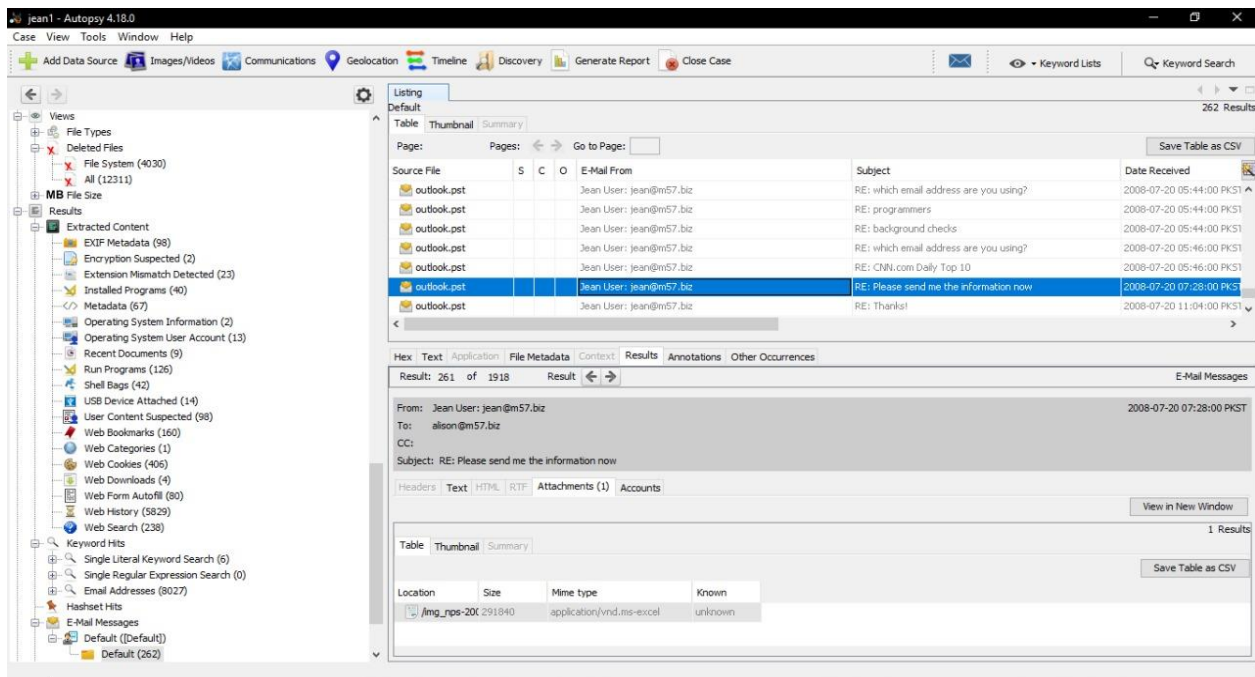 jean1 - Autopsy 4.18.0
Case View Tools Window Help
Add Data Source Images/Videos Communications Geolocation Timeline Discovery Generate Report Close Case Keyword Lists Keyword Search
Views
File Types
Deleted Files
File System (4030)
All (12311)
MB File Size
Results
Extracted Content
EXIF Metadata (98)
Encryption Suspected (2)
Extension Mismatch Detected (23)
Installed Programs (40)
Metadata (67)
Operating System Information (2)
Operating System User Account (13)
Recent Documents (9)
Run Programs (126)
Shell Bags (42)
USB Device Attached (14)
User Content Suspected (98)
Web Bookmarks (160)
Web Categories (1)
Web Cookies (406)
Web Downloads (4)
Web Form Autofill (80)
Web History (5829)
Web Search (238)
Keyword Hits
Single Literal Keyword Search (6)
Single Regular Expression Search (0)
Email Addresses (8027)
Hashset Hits
E-Mail Messages
Default ([Default])
Default (262)
Listing
Default 262 Results
Table Thumbnail Summary
Page: Pages: Go to Page: Save Table as CSV
Source File S C O E-Mail From Subject Date Received
outlook.pst Jean User: jean@m57.biz RE: which email address are you using? 2008-07-20 05:44:00 PKST
outlook.pst Jean User: jean@m57.biz RE: programmers 2008-07-20 05:44:00 PKST
outlook.pst Jean User: jean@m57.biz RE: background checks 2008-07-20 05:44:00 PKST
outlook.pst Jean User: jean@m57.biz RE: which email address are you using? 2008-07-20 05:46:00 PKST
outlook.pst Jean User: jean@m57.biz RE: CNN.com Daily Top 10 2008-07-20 05:46:00 PKST
outlook.pst Jean User: jean@m57.biz RE: Please send me the information now 2008-07-20 07:28:00 PKST
outlook.pst Jean User: jean@m57.biz RE: Thanks! 2008-07-20 11:04:00 PKST
Hex Text Application File Metadata Context Results Annotations Other Occurrences
Result: 261 of 1918 Result E-Mail Messages
From: Jean User: jean@m57.biz 2008-07-20 07:28:00 PKST
To: alison@m57.biz
CC:
Subject: RE: Please send me the information now
Headers Text HTML RTF Attachments (1) Accounts
View in New Window
1 Results
Table Thumbnail Summary
Save Table as CSV
Location Size Mime type Known
/img_nps-20( 291840 application/vnd.ms-excel unknown